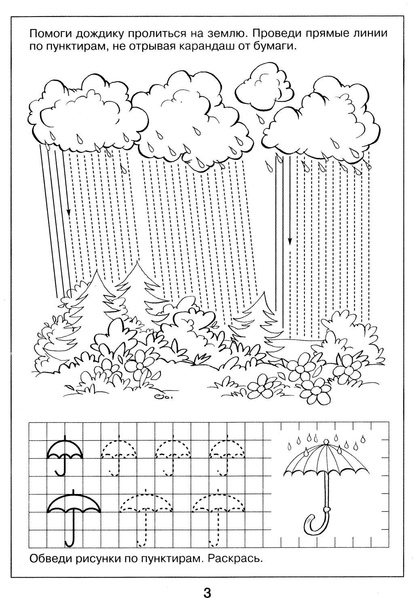 Помоги дождику пролиться на землю. Проведи прямые линии
по пунктирам, не отрывая карандаш от бумаги.
Обведи рисунки по пунктирам. Раскрась.
3